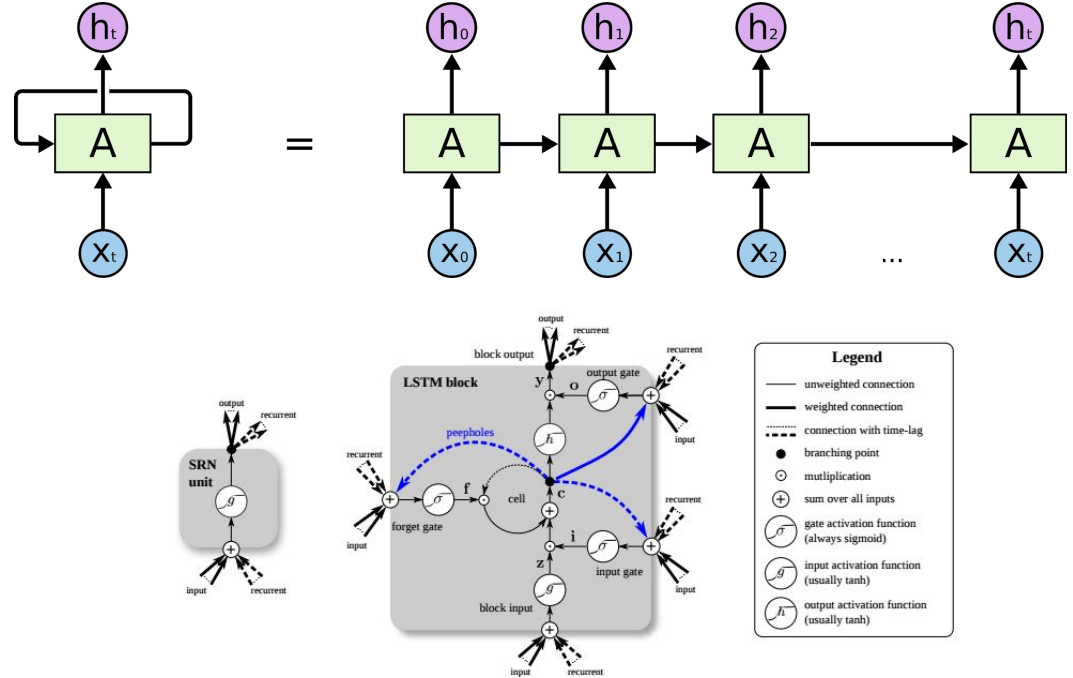 hₜ
h₀
h₁
h₂
hₜ
A
=
A
A
A
A
xₜ
x₀
x₁
x₂
...
xₜ
output
recurrent
SRN
unit
g
input
recurrent
output
recurrent
block output
LSTM block
y
o
output gate
σ
recurrent
input
h
peepholes
recurrent
f
σ
cell
c
forget gate
input
recurrent
i
σ
input gate
input
z
g
block input
input
recurrent
Legend
unweighted connection
weighted connection
connection with time-lag
branching point
mutliplication
sum over all inputs
σ
gate activation function
(always sigmoid)
g
input activation function
(usually tanh)
h
output activation function
(usually tanh)